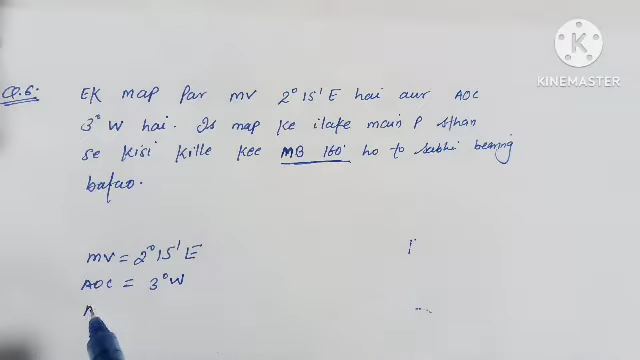 KINEMASTER
Q.6. EK map Par MV 2° 15' E hai aur AOC
3° W hai. Is map ke ilake main P sthan
se kisi kille kee MB 160° ho to sabhi bearing
batao.
MV = 2° 15' E
AOC = 3° W